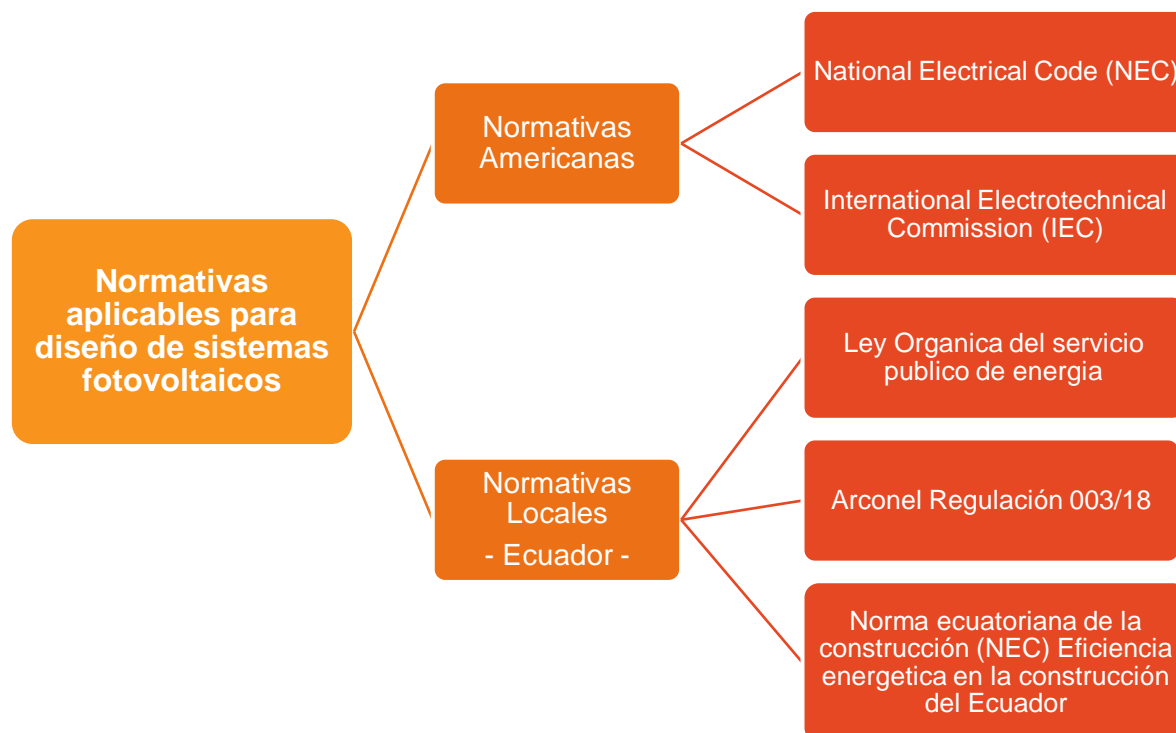 Normativas
aplicables para
diseño de sistemas
fotovoltaicos
Normativas
Americanas
National Electrical Code (NEC)
International Electrotechnical
Commission (IEC)
Normativas
Locales
- Ecuador -
Ley Organica del servicio
publico de energia
Arconel Regulación 003/18
Norma ecuatoriana de la
construcción (NEC) Eficiencia
energetica en la construcción
del Ecuador